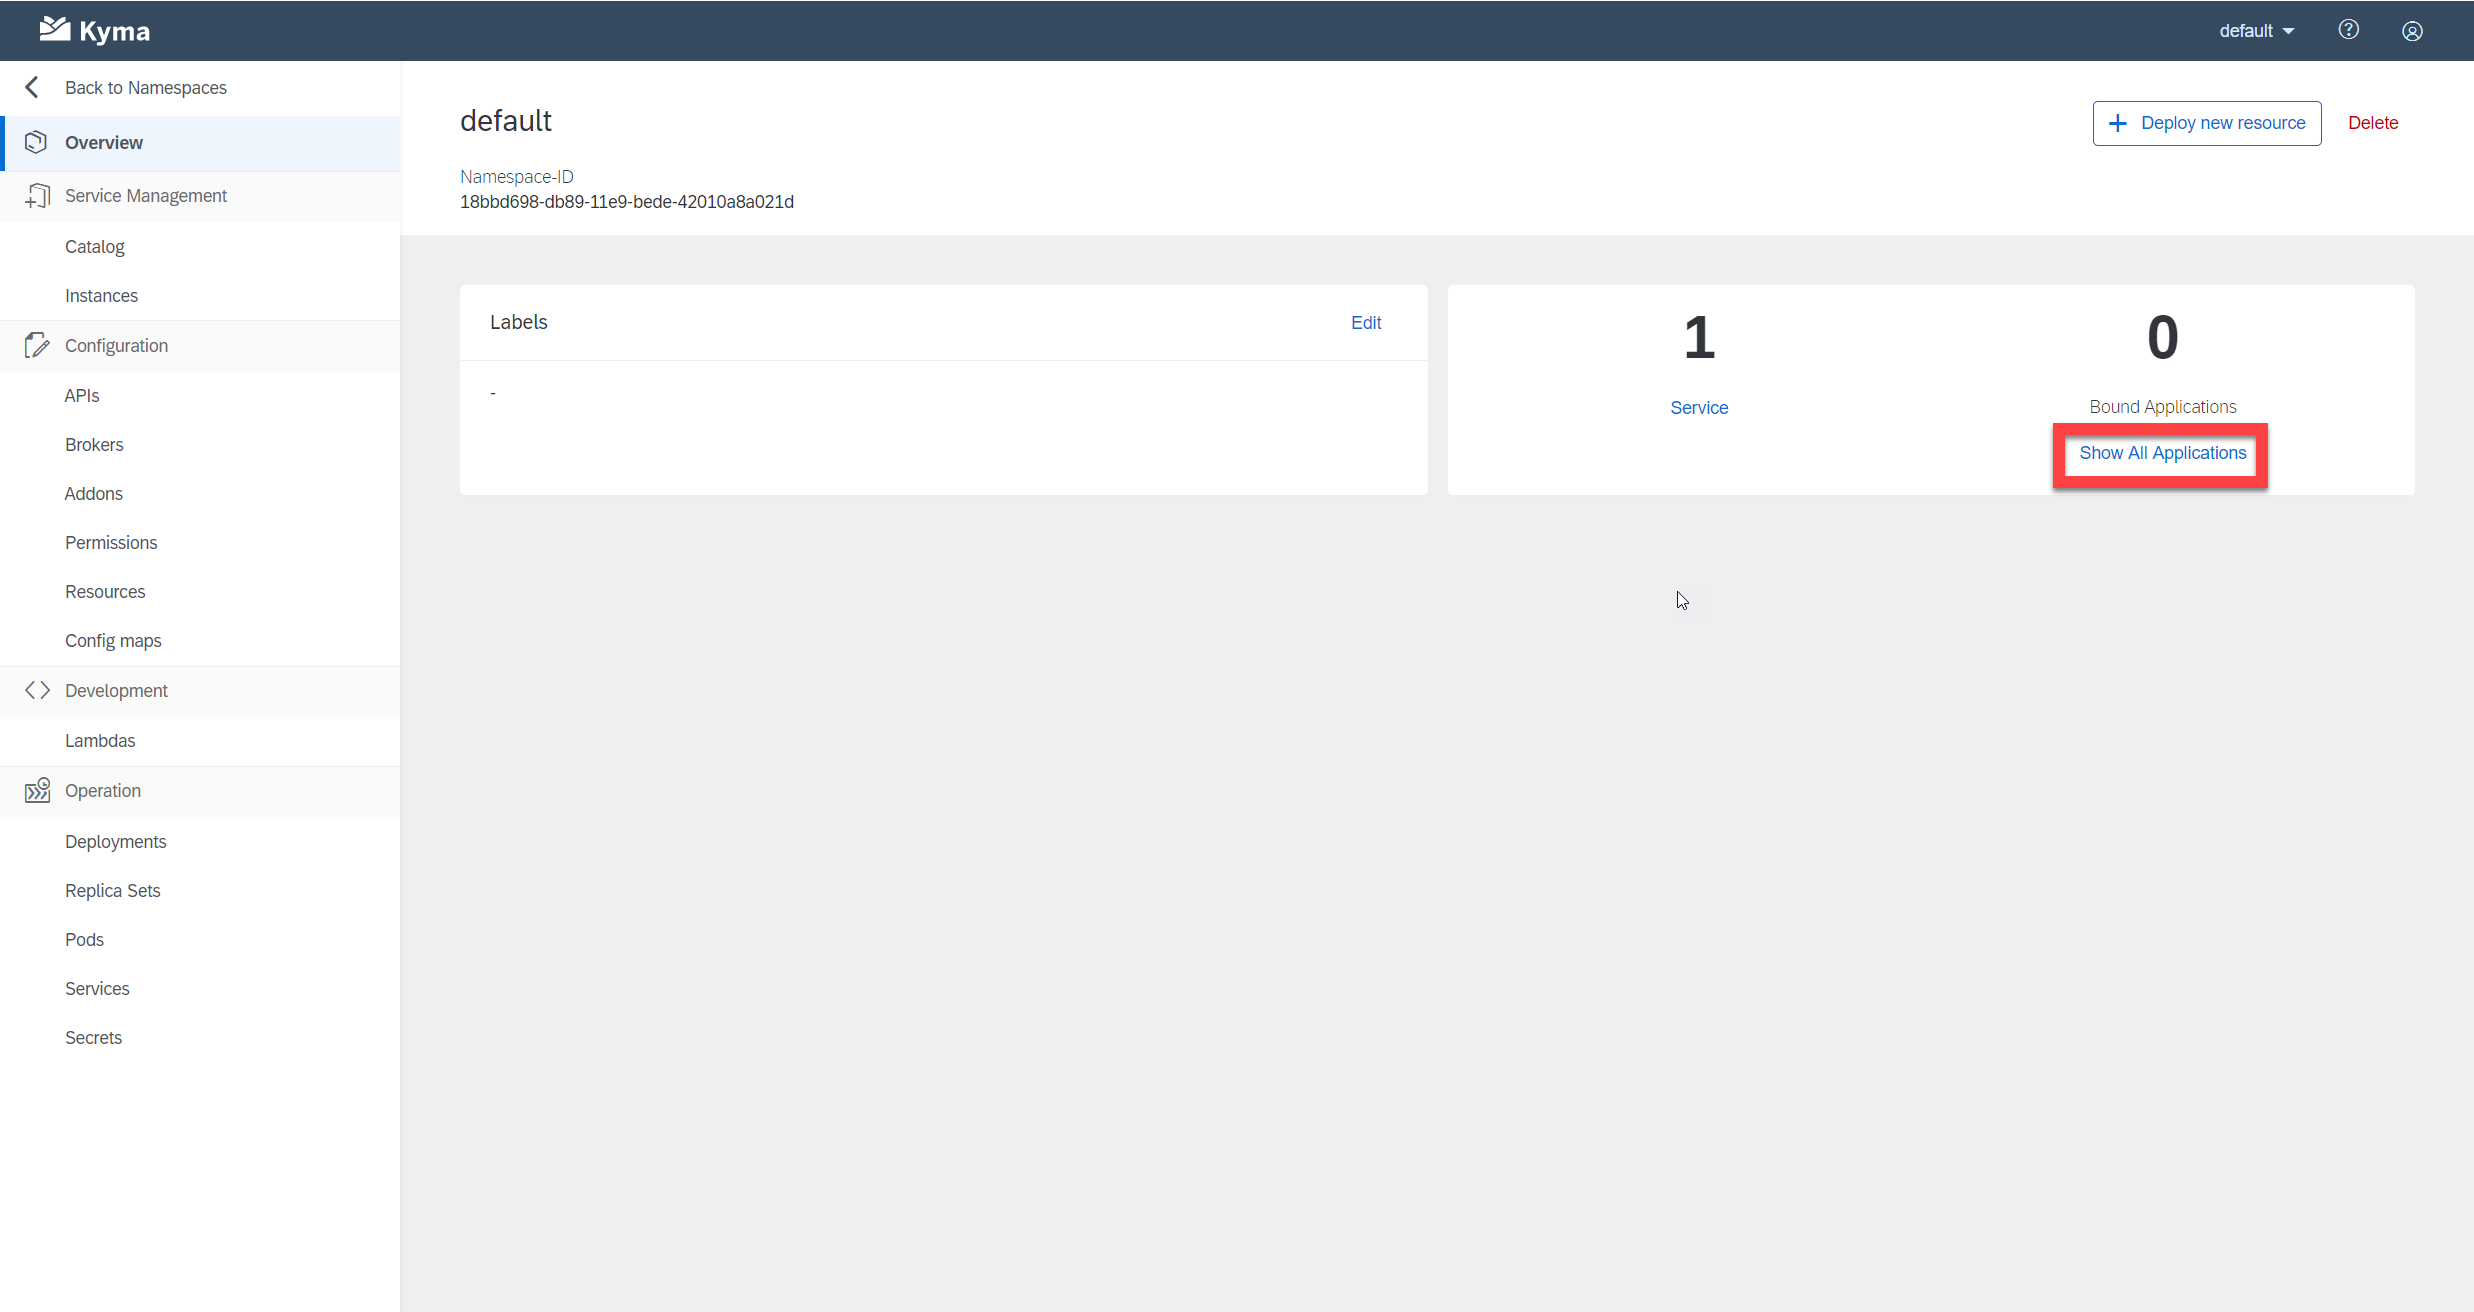 Kyma
default
Back to Namespaces
Overview
Service Management
Catalog
Instances
Configuration
APIs
Brokers
Addons
Permissions
Resources
Config maps
Development
Lambdas
Operation
Deployments
Replica Sets
Pods
Services
Secrets
default
Deploy new resource
Delete
Namespace-ID
18bbd698-db89-11e9-bede-42010a8a021d
Labels
Edit
-
1
Service
0
Bound Applications
Show All Applications